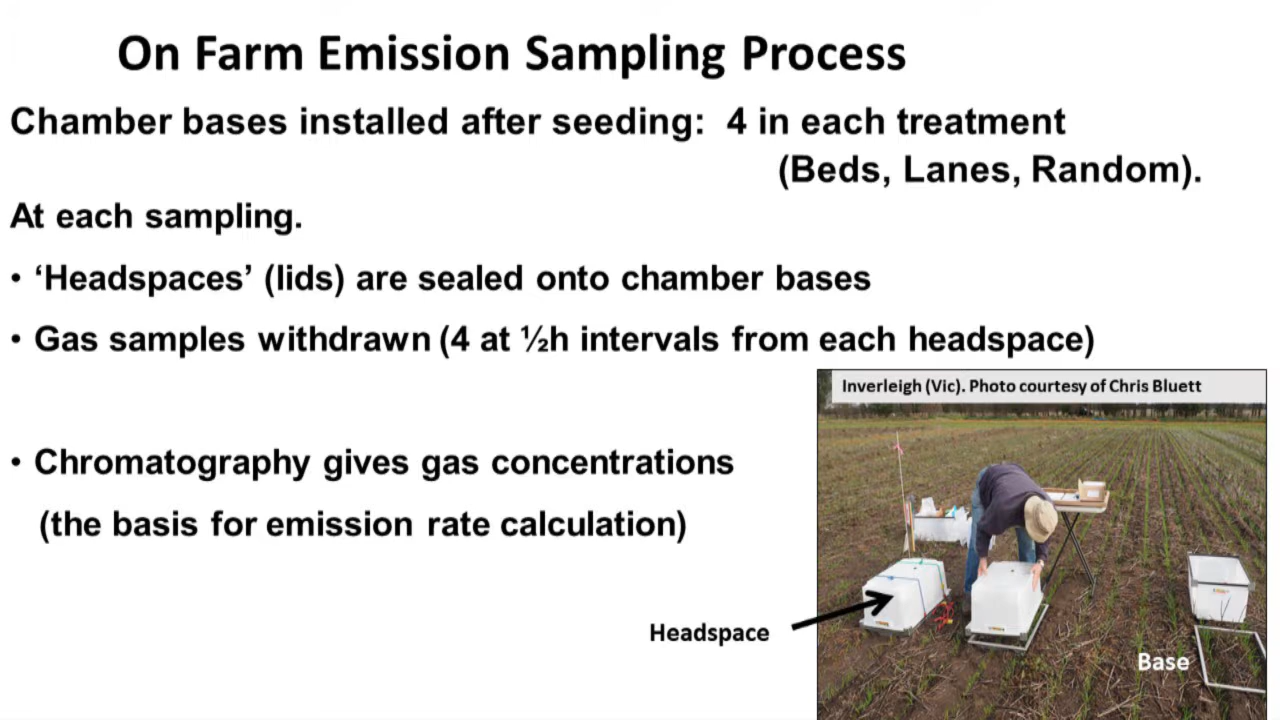 On Farm Emission Sampling Process
Chamber bases installed after seeding: 4 in each treatment
(Beds, Lanes, Random).
At each sampling.
• ‘Headspaces’ (lids) are sealed onto chamber bases
• Gas samples withdrawn (4 at ½h intervals from each headspace)
Inverleigh (Vic). Photo courtesy of Chris Bluett
• Chromatography gives gas concentrations
(the basis for emission rate calculation)
Headspace
Base